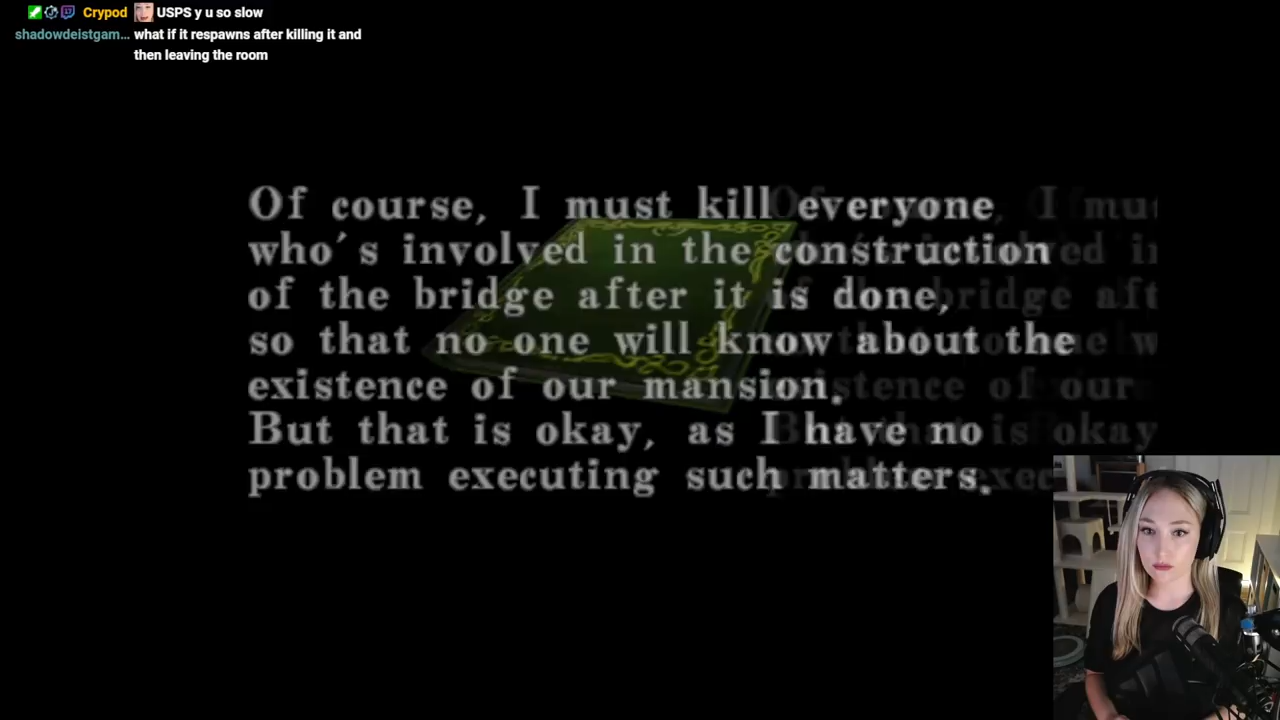 Crypod USPS y u so slow
shadowdeistgam... what if it respawns after killing it and
then leaving the room
Of course, I must kill everyone
who's involved in the construction
of the bridge after it is done,
so that no one will know about the
existence of our mansion.
But that is okay, as I have no
problem executing such matters.